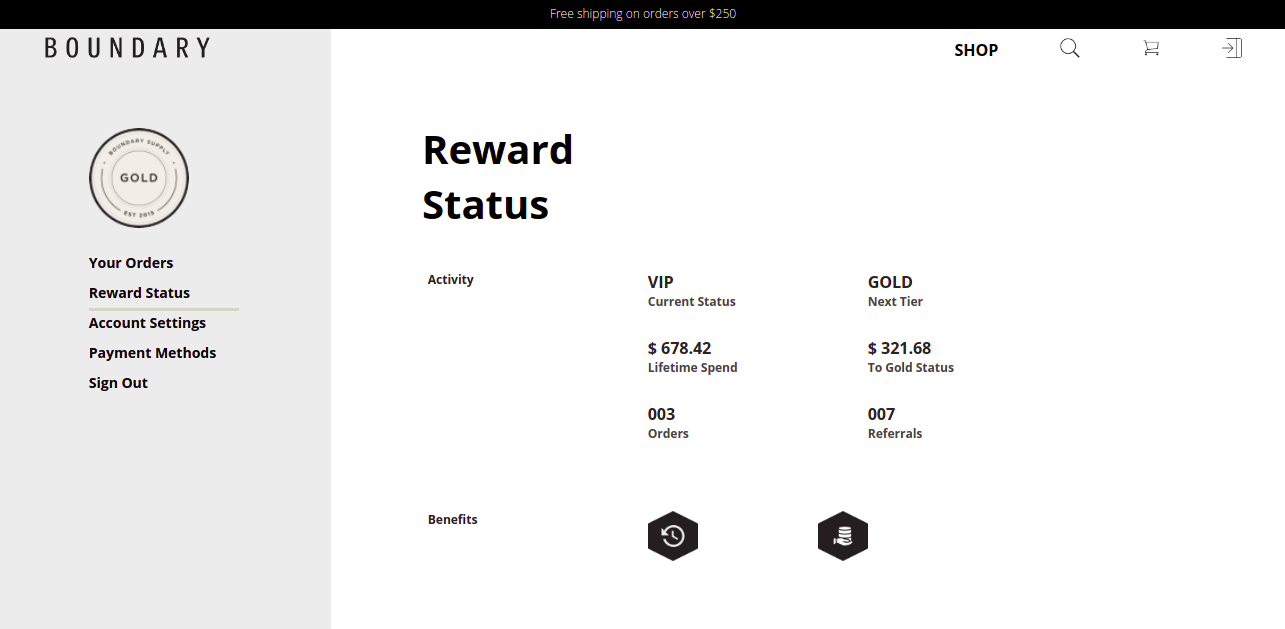 Free shipping on orders over $250
BOUNDARY
SHOP
BOUNDARY SUPPLY
GOLD
EST 2015
Your Orders
Reward Status
Account Settings
Payment Methods
Sign Out
Reward
Status
Activity
VIP
Current Status
GOLD
Next Tier
$ 678.42
Lifetime Spend
$ 321.68
To Gold Status
003
Orders
007
Referrals
Benefits